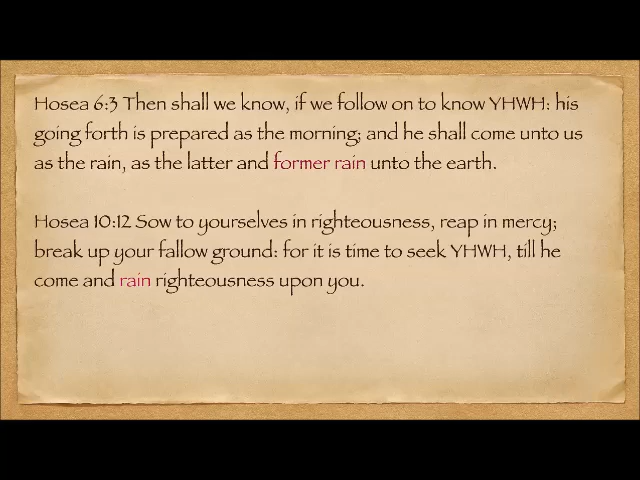 Hosea 6:3 Then shall we know, if we follow on to know YHWH: his
going forth is prepared as the morning; and he shall come unto us
as the rain, as the latter and former rain unto the earth.
Hosea 10:12 Sow to yourselves in righteousness, reap in mercy;
break up your fallow ground: for it is time to seek YHWH, till he
come and rain righteousness upon you.